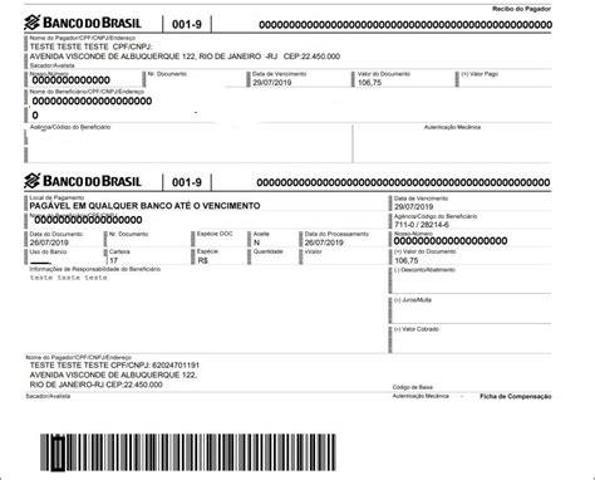 Recibo do Pagador
BANCO DO BRASIL 001-9 00000000000000000000000000000000000000000000000
Nome do Pagador/CPF/CNPJ/Endereço
TESTE TESTE TESTE CPF/CNPJ:
AVENIDA VISCONDE DE ALBUQUERQUE 122, RIO DE JANEIRO -RJ CEP:22.450.000
Sacador/Avalista
Nosso-Número Nr. Documento Data de Vencimento Valor do Documento (=) Valor Pago
0000000000000 29/07/2019 106,75
Nome do Beneficiário/CPF/CNPJ/Endereço
00000000000000000000
0
Agência/Código do Beneficiário Autenticação Mecânica
BANCO DO BRASIL 001-9 00000000000000000000000000000000000000000000000
Local de Pagamento Data de Vencimento
PAGÁVEL EM QUALQUER BANCO ATÉ O VENCIMENTO 29/07/2019
Agência/Código do Beneficiário
000000000000000000 711-0 / 28214-6
Data do Documento Nr. Documento Espécie DOC Aceite Data do Processamento Nosso-Número
26/07/2019 N 26/07/2019 0000000000000000000
Uso do Banco Carteira Espécie Quantidade xValor (=) Valor do Documento
17 R$ 106,75
Informações de Responsabilidade do Beneficiário (-) Desconto/Abatimento
teste teste teste
(+) Juros/Multa
(=) Valor Cobrado
Nome do Pagador/CPF/CNPJ/Endereço
TESTE TESTE TESTE CPF/CNPJ: 62024701191
AVENIDA VISCONDE DE ALBUQUERQUE 122,
RIO DE JANEIRO-RJ CEP:22.450.000
Código de Baixa
Sacador/Avalista Autenticação Mecânica - Ficha de Compensação